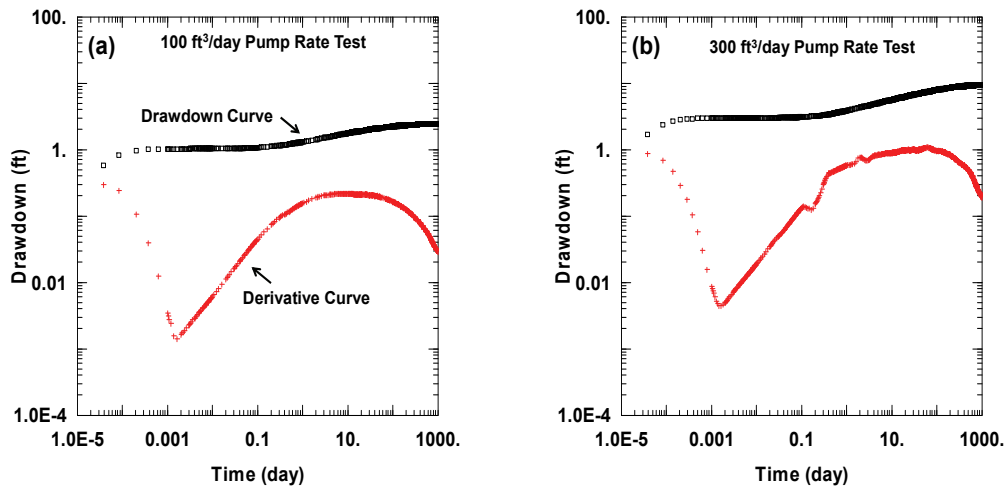 (a)
100 ft³/day Pump Rate Test
Drawdown Curve
Derivative Curve
Drawdown (ft)
100.
1.
0.01
1.0E-4
1.0E-5 0.001 0.1 10. 1000.
Time (day)
(b)
300 ft³/day Pump Rate Test
Drawdown (ft)
100.
1.
0.01
1.0E-4
1.0E-5 0.001 0.1 10. 1000.
Time (day)